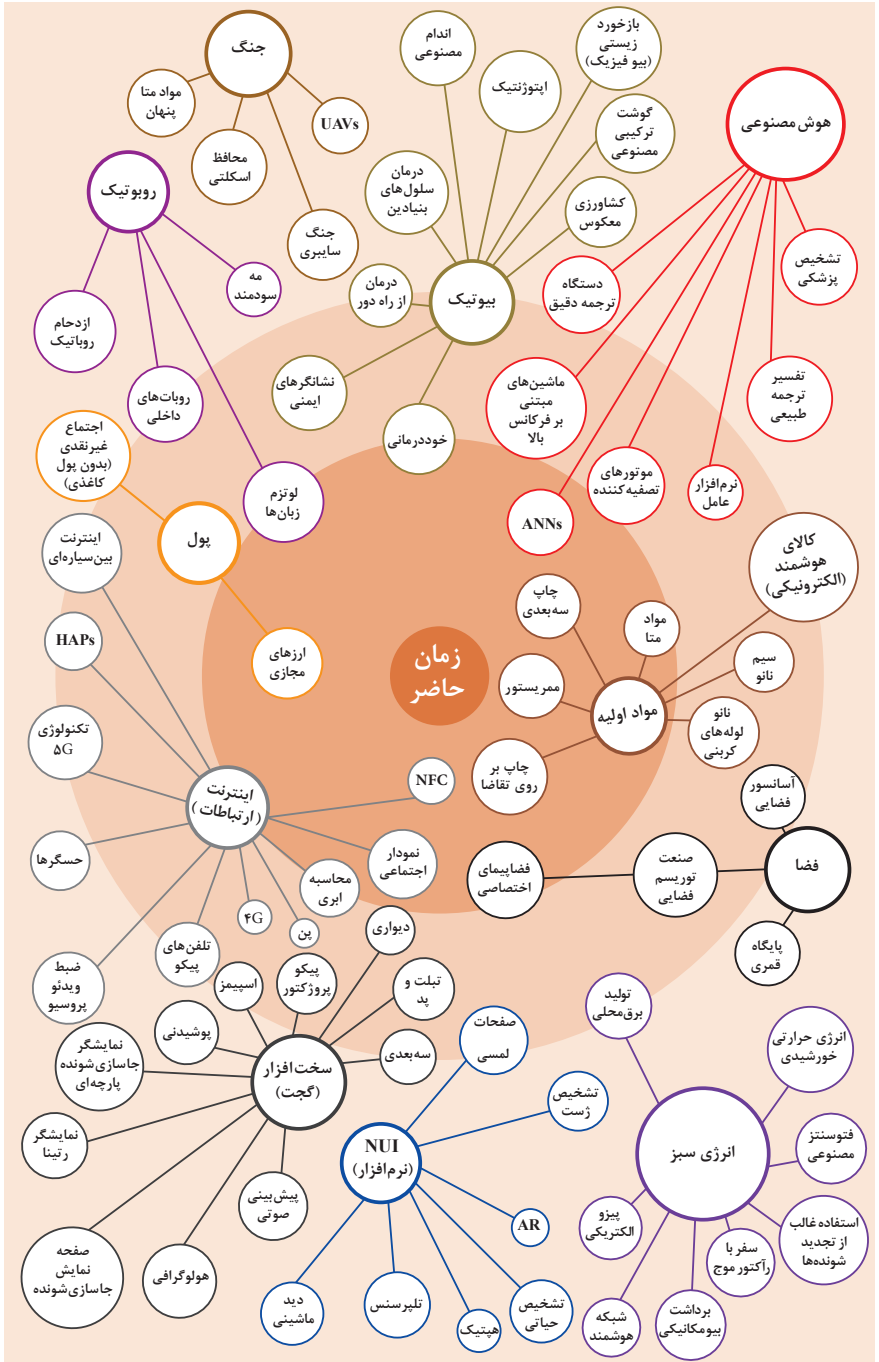 جنگ
مواد متا
پنهان
محافظ
اسکلتی
UAVs
جنگ
سایبری
روبوتیک
مه
سودمند
ازدحام
روباتیک
روبات‌های
داخلی
لوتزم
زبان‌ها
اندام
مصنوعی
بازخورد
زیستی
(بیو فیزیک)
اپتوژنتیک
گوشت
ترکیبی
مصنوعی
درمان
سلول‌های
بنیادین
کشاورزی
معکوس
بیوتیک
درمان
از راه دور
نشانگرهای
ایمنی
خوددرمانی
هوش مصنوعی
تشخیص
پزشکی
دستگاه
ترجمه دقیق
تفسیر
ترجمه
طبیعی
ماشین‌های
مبتنی
بر فرکانس
بالا
موتورهای
تصفیه‌کننده
نرم‌افزار
عامل
ANNs
اجتماع
غیرنقدی
(بدون پول
کاغذی)
پول
ارزهای
مجازی
زمان
حاضر
کالای
هوشمند
(الکترونیکی)
چاپ
سه‌بعدی
مواد
متا
سیم
نانو
ممریستور
مواد اولیه
نانو
لوله‌های
کربنی
چاپ بر
روی تقاضا
اینترنت
بین‌سیاره‌ای
HAPs
تکنولوژی
۵G
اینترنت
(ارتباطات)
NFC
حسگرها
نمودار
اجتماعی
محاسبه
ابری
۴G
پن
تلفن‌های
پیکو
ضبط
ویدئو
پروسیو
آسانسور
فضایی
فضا
صنعت
توریسم
فضایی
فضاپیمای
اختصاصی
پایگاه
قمری
دیواری
پیکو
پروژکتور
اسپیمز
تبلت و
پد
پوشیدنی
سه‌بعدی
سخت‌افزار
(گجت)
نمایشگر
جاسازی‌شونده
پارچه‌ای
نمایشگر
رتینا
پیش‌بینی
صوتی
صفحه
نمایش
جاسازی‌شونده
هولوگرافی
صفحات
لمسی
تشخیص
ژست
NUI
(نرم‌افزار)
AR
تشخیص
حیاتی
هپتیک
تلپرسنس
دید
ماشینی
تولید
برق‌محلی
انرژی حرارتی
خورشیدی
فتوسنتز
مصنوعی
انرژی سبز
استفاده غالب
از تجدید
شونده‌ها
پیزو
الکتریکی
سفر با
رآکتور موج
برداشت
بیومکانیکی
شبکه
هوشمند